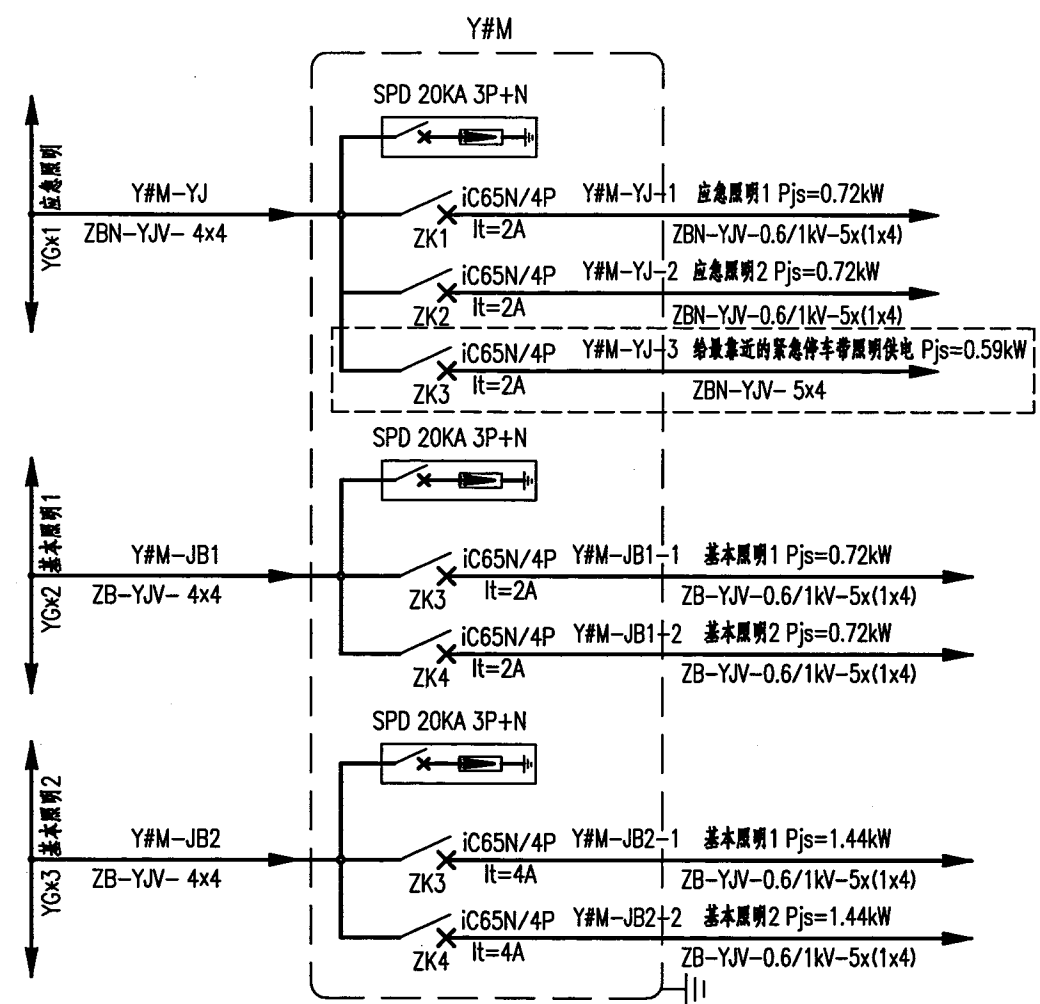 Y#M
SPD 20KA 3P+N
YG*1 应急照明
Y#M-YJ
ZBN-YJV- 4x4
iC65N/4P
ZK1
It=2A
Y#M-YJ-1 应急照明1 Pjs=0.72kW
ZBN-YJV-0.6/1kV-5x(1x4)
iC65N/4P
ZK2
It=2A
Y#M-YJ-2 应急照明2 Pjs=0.72kW
ZBN-YJV-0.6/1kV-5x(1x4)
iC65N/4P
ZK3
It=2A
Y#M-YJ-3 给最靠近的紧急停车带照明供电 Pjs=0.59kW
ZBN-YJV- 5x4
SPD 20KA 3P+N
YG*2 基本照明1
Y#M-JB1
ZB-YJV- 4x4
iC65N/4P
ZK3
It=2A
Y#M-JB1-1 基本照明1 Pjs=0.72kW
ZB-YJV-0.6/1kV-5x(1x4)
iC65N/4P
ZK4
It=2A
Y#M-JB1-2 基本照明2 Pjs=0.72kW
ZB-YJV-0.6/1kV-5x(1x4)
SPD 20KA 3P+N
YG*3 基本照明2
Y#M-JB2
ZB-YJV- 4x4
iC65N/4P
ZK3
It=4A
Y#M-JB2-1 基本照明1 Pjs=1.44kW
ZB-YJV-0.6/1kV-5x(1x4)
iC65N/4P
ZK4
It=4A
Y#M-JB2-2 基本照明2 Pjs=1.44kW
ZB-YJV-0.6/1kV-5x(1x4)